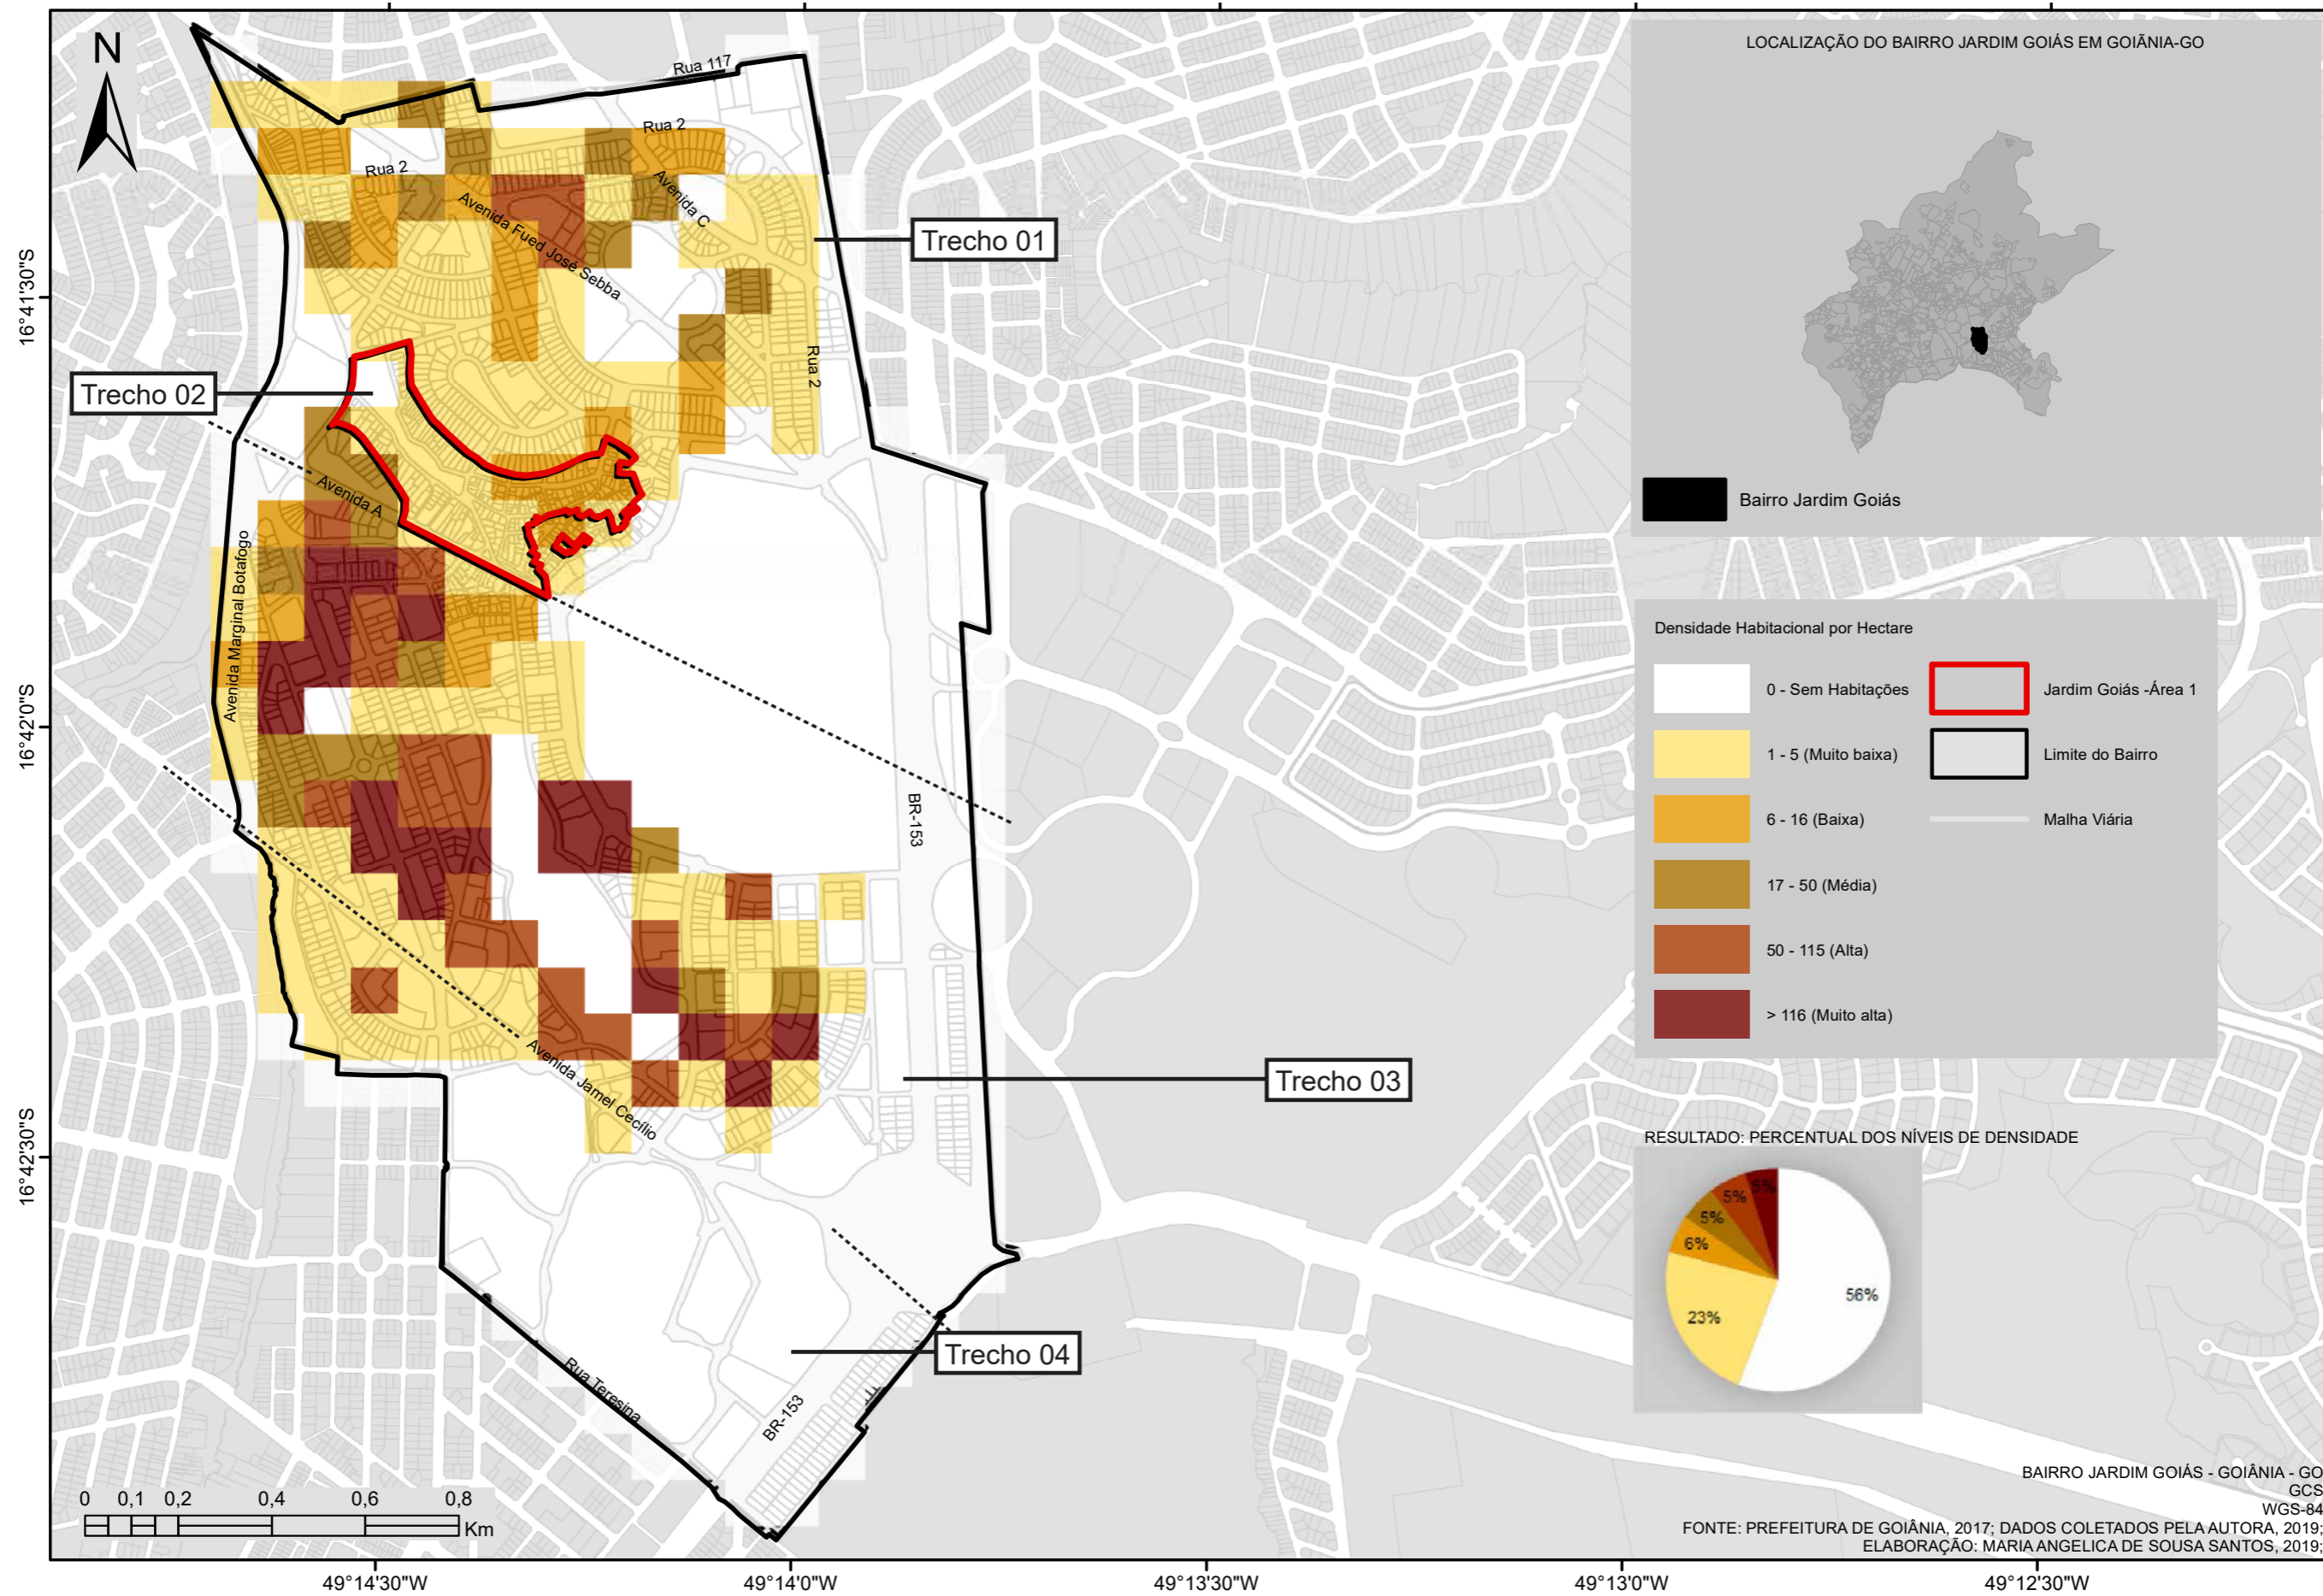 N
Rua 117
Rua 2
Rua 2
Avenida C
Avenida Fued José Sebba
Trecho 01
Rua 2
Trecho 02
Avenida A
Avenida Marginal Botafogo
BR-153
Trecho 03
Avenida Jamel Cecílio
Trecho 04
Rua Teresina
BR-153
16°41'30"S
16°42'0"S
16°42'30"S
0 0,1 0,2 0,4 0,6 0,8
Km
49°14'30"W 49°14'0"W 49°13'30"W 49°13'0"W 49°12'30"W
LOCALIZAÇÃO DO BAIRRO JARDIM GOIÁS EM GOIÃNIA-GO
Bairro Jardim Goiás
Densidade Habitacional por Hectare
0 - Sem Habitações
Jardim Goiás -Área 1
1 - 5 (Muito baixa)
Limite do Bairro
6 - 16 (Baixa)
Malha Viária
17 - 50 (Média)
50 - 115 (Alta)
> 116 (Muito alta)
RESULTADO: PERCENTUAL DOS NÍVEIS DE DENSIDADE
5%
5%
5%
6%
23%
56%
BAIRRO JARDIM GOIÁS - GOIÂNIA - GO
GCS
WGS-84
FONTE: PREFEITURA DE GOIÂNIA, 2017; DADOS COLETADOS PELA AUTORA, 2019;
ELABORAÇÃO: MARIA ANGELICA DE SOUSA SANTOS, 2019;